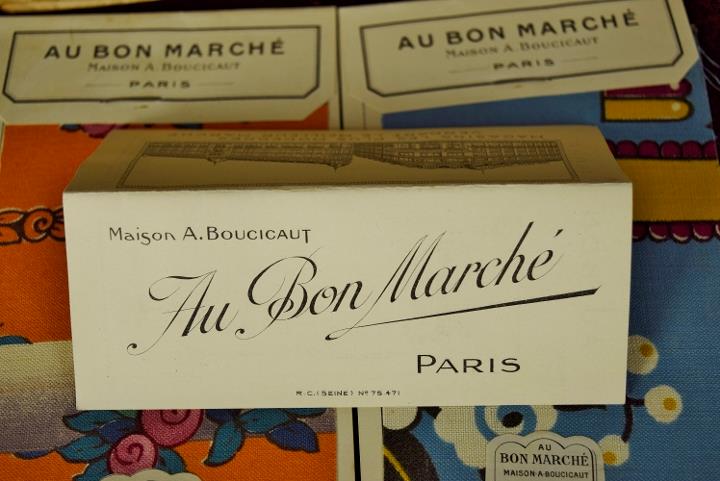 AU BON MARCHÉ
MAISON A. BOUCICAUT
PARIS
AU BON MARCHÉ
MAISON A. BOUCICAUT
PARIS
Maison A. Boucicaut
Au Bon Marché
PARIS
R.C. (SEINE) Nº 75.471
AU
BON MARCHÉ
MAISON·A·BOUCICAUT